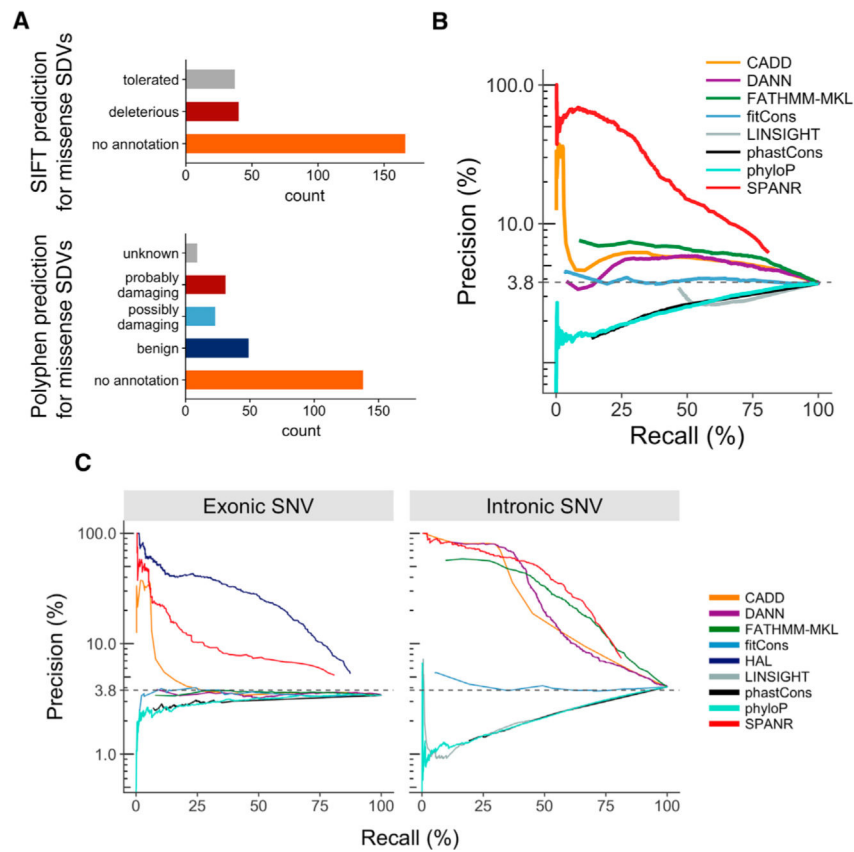 A
SIFT prediction
for missense SDVs
tolerated
deleterious
no annotation
0
50
100
150
count
Polyphen prediction
for missense SDVs
unknown
probably
damaging
possibly
damaging
benign
no annotation
0
50
100
150
count
B
CADD
DANN
FATHMM-MKL
fitCons
LINSIGHT
phastCons
phyloP
SPANR
Precision (%)
100.0
10.0
3.8
0
25
50
75
100
Recall (%)
C
Exonic SNV
Intronic SNV
Precision (%)
100.0
10.0
3.8
1.0
0
25
50
75
100
0
25
50
75
100
Recall (%)
CADD
DANN
FATHMM-MKL
fitCons
HAL
LINSIGHT
phastCons
phyloP
SPANR